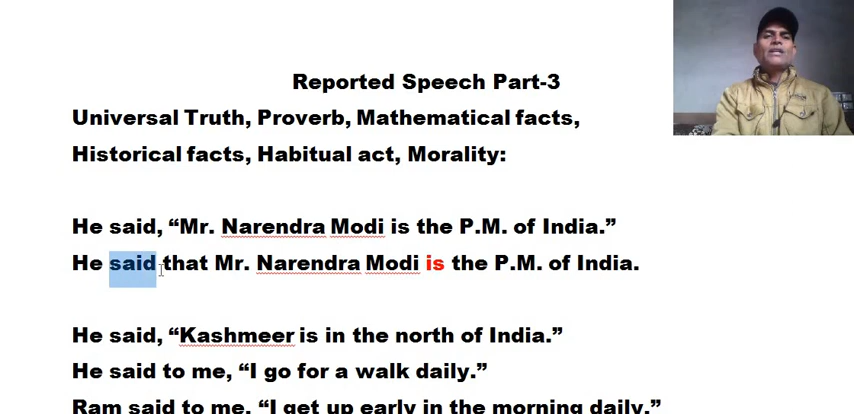 Reported Speech Part-3
Universal Truth, Proverb, Mathematical facts,
Historical facts, Habitual act, Morality:
He said, “Mr. Narendra Modi is the P.M. of India.”
He said that Mr. Narendra Modi is the P.M. of India.
He said, “Kashmeer is in the north of India.”
He said to me, “I go for a walk daily.”
Ram said to me, “I get up early in the morning daily.”